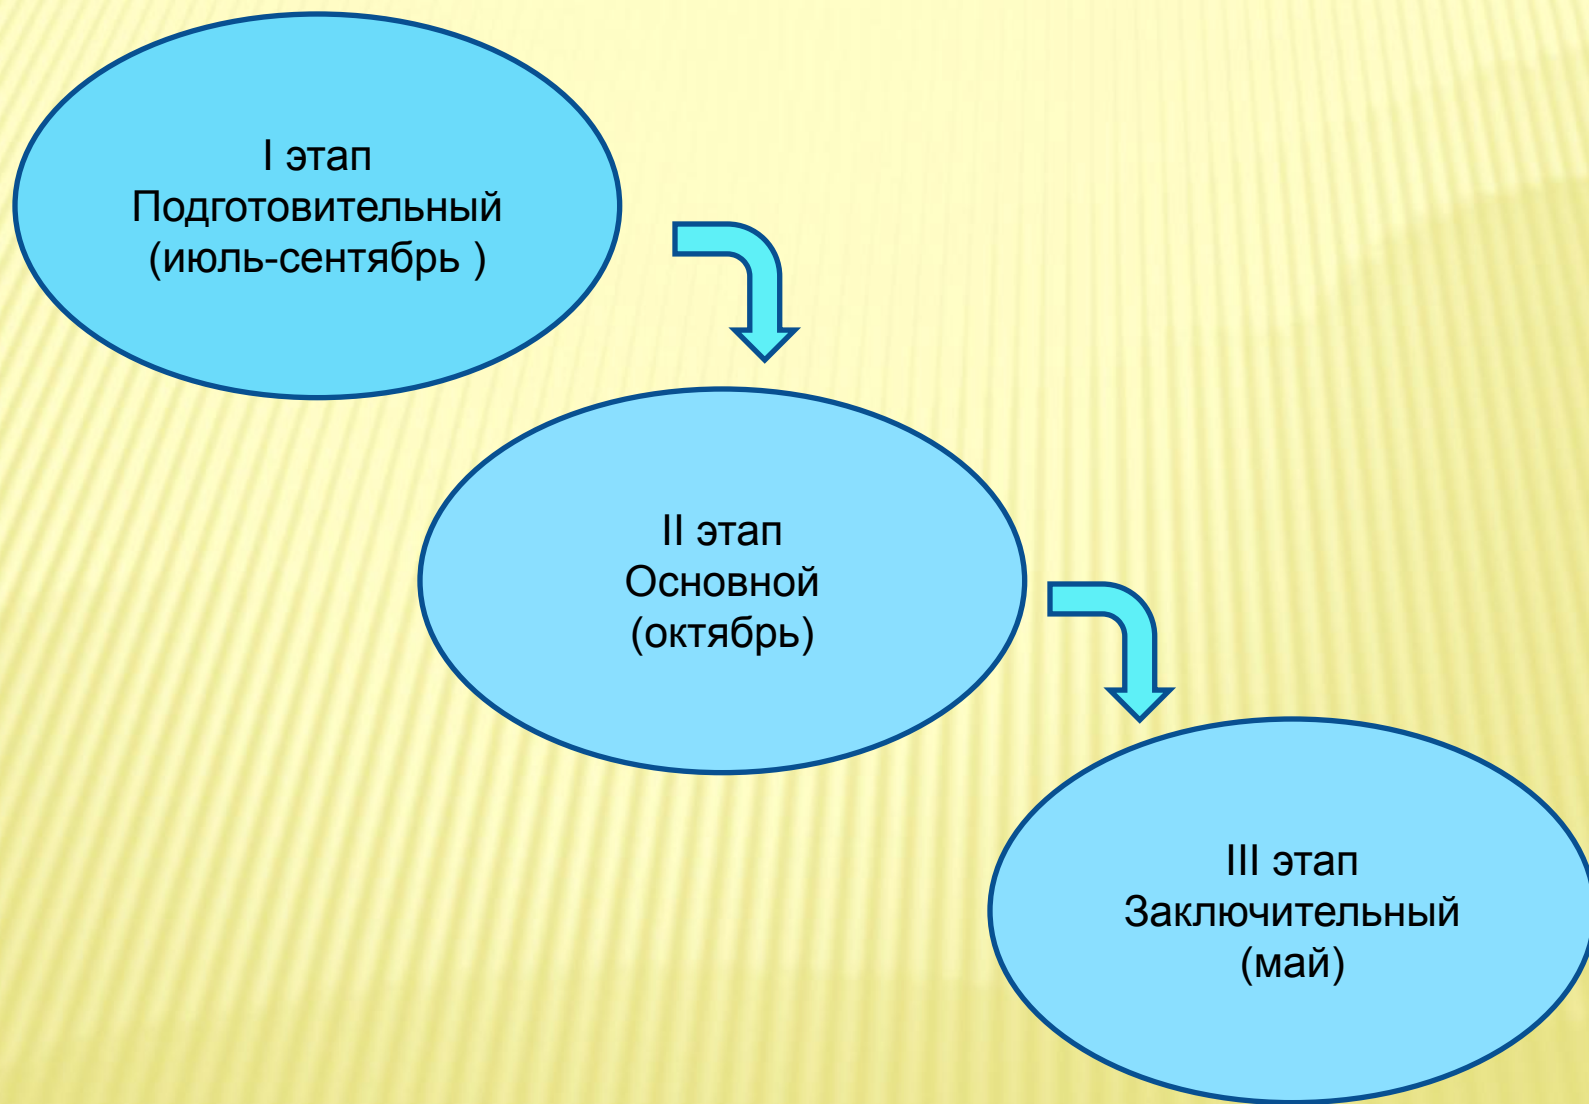 I этап
Подготовительный
(июль-сентябрь )
II этап
Основной
(октябрь)
III этап
Заключительный
(май)